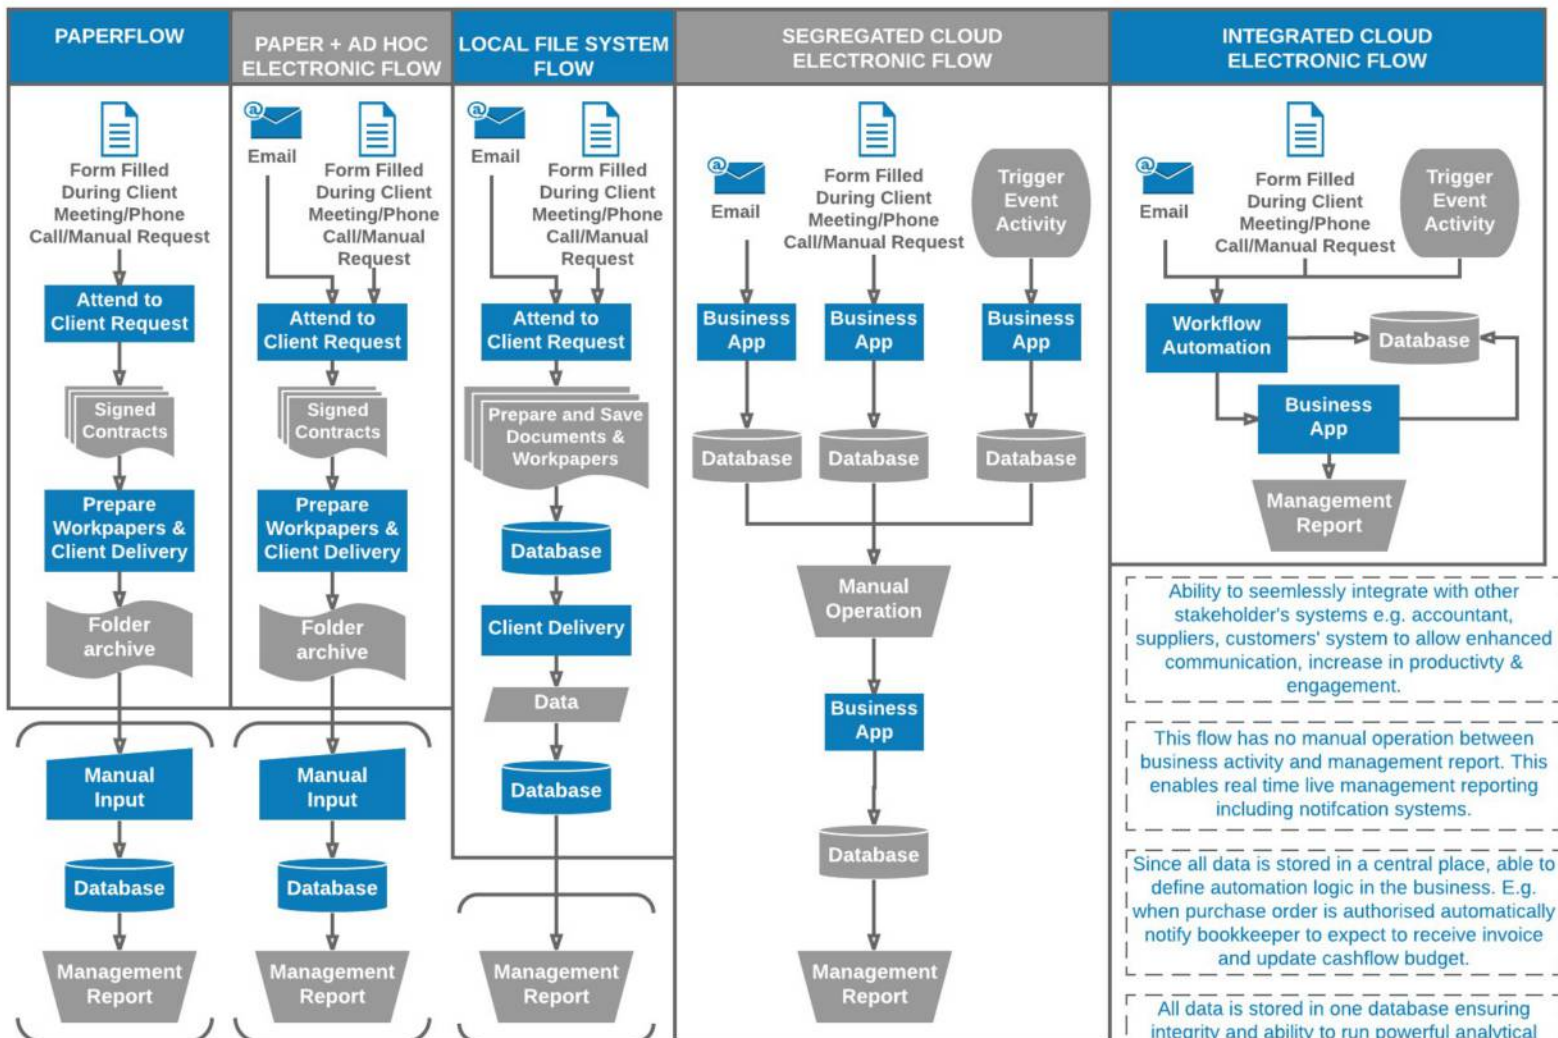 PAPERFLOW
Form Filled
During Client
Meeting/Phone
Call/Manual Request
Attend to
Client Request
Signed
Contracts
Prepare
Workpapers &
Client Delivery
Folder
archive
Manual
Input
Database
Management
Report
PAPER + AD HOC
ELECTRONIC FLOW
@
Email
Form Filled
During Client
Meeting/Phone
Call/Manual
Request
Attend to
Client Request
Signed
Contracts
Prepare
Workpapers &
Client Delivery
Folder
archive
Manual
Input
Database
Management
Report
LOCAL FILE SYSTEM
FLOW
@
Email
Form Filled
During Client
Meeting/Phone
Call/Manual
Request
Attend to
Client Request
Prepare and Save
Documents &
Workpapers
Database
Client Delivery
Data
Database
Management
Report
SEGREGATED CLOUD
ELECTRONIC FLOW
@
Email
Form Filled
During Client
Meeting/Phone
Call/Manual Request
Trigger
Event
Activity
Business
App
Business
App
Business
App
Database
Database
Database
Manual
Operation
Business
App
Database
Management
Report
INTEGRATED CLOUD
ELECTRONIC FLOW
@
Email
Form Filled
During Client
Meeting/Phone
Call/Manual Request
Trigger
Event
Activity
Workflow
Automation
Database
Business
App
Management
Report
Ability to seemlessly integrate with other
stakeholder's systems e.g. accountant,
suppliers, customers' system to allow enhanced
communication, increase in productivty &
engagement.
This flow has no manual operation between
business activity and management report. This
enables real time live management reporting
including notifcation systems.
Since all data is stored in a central place, able to
define automation logic in the business. E.g.
when purchase order is authorised automatically
notify bookkeeper to expect to receive invoice
and update cashflow budget.
All data is stored in one database ensuring
integrity and ability to run powerful analytical